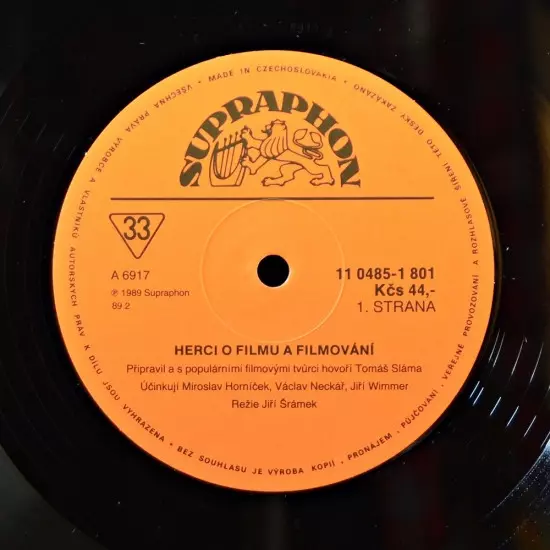 • MADE IN CZECHOSLOVAKIA •
VŠECHNA PRÁVA VÝROBCE A VLASTNÍKŮ AUTORSKÝCH PRÁV K DÍLU JSOU VYHRAZENA • BEZ SOUHLASU JE VÝROBA KOPIÍ, PRONÁJEM, PŮJČOVÁNÍ, VEŘEJNÉ PROVOZOVÁNÍ A ROZHLASOVÉ ŠÍŘENÍ TÉTO DESKY ZAKÁZÁNO
SUPRAPHON
33
A 6917
℗ 1989 Supraphon
89.2
11 0485-1 801
Kčs 44,-
1. STRANA
HERCI O FILMU A FILMOVÁNÍ
Připravil a s populárními filmovými tvůrci hovoří Tomáš Sláma
Účinkují Miroslav Horníček, Václav Neckář, Jiří Wimmer
Režie Jiří Šrámek